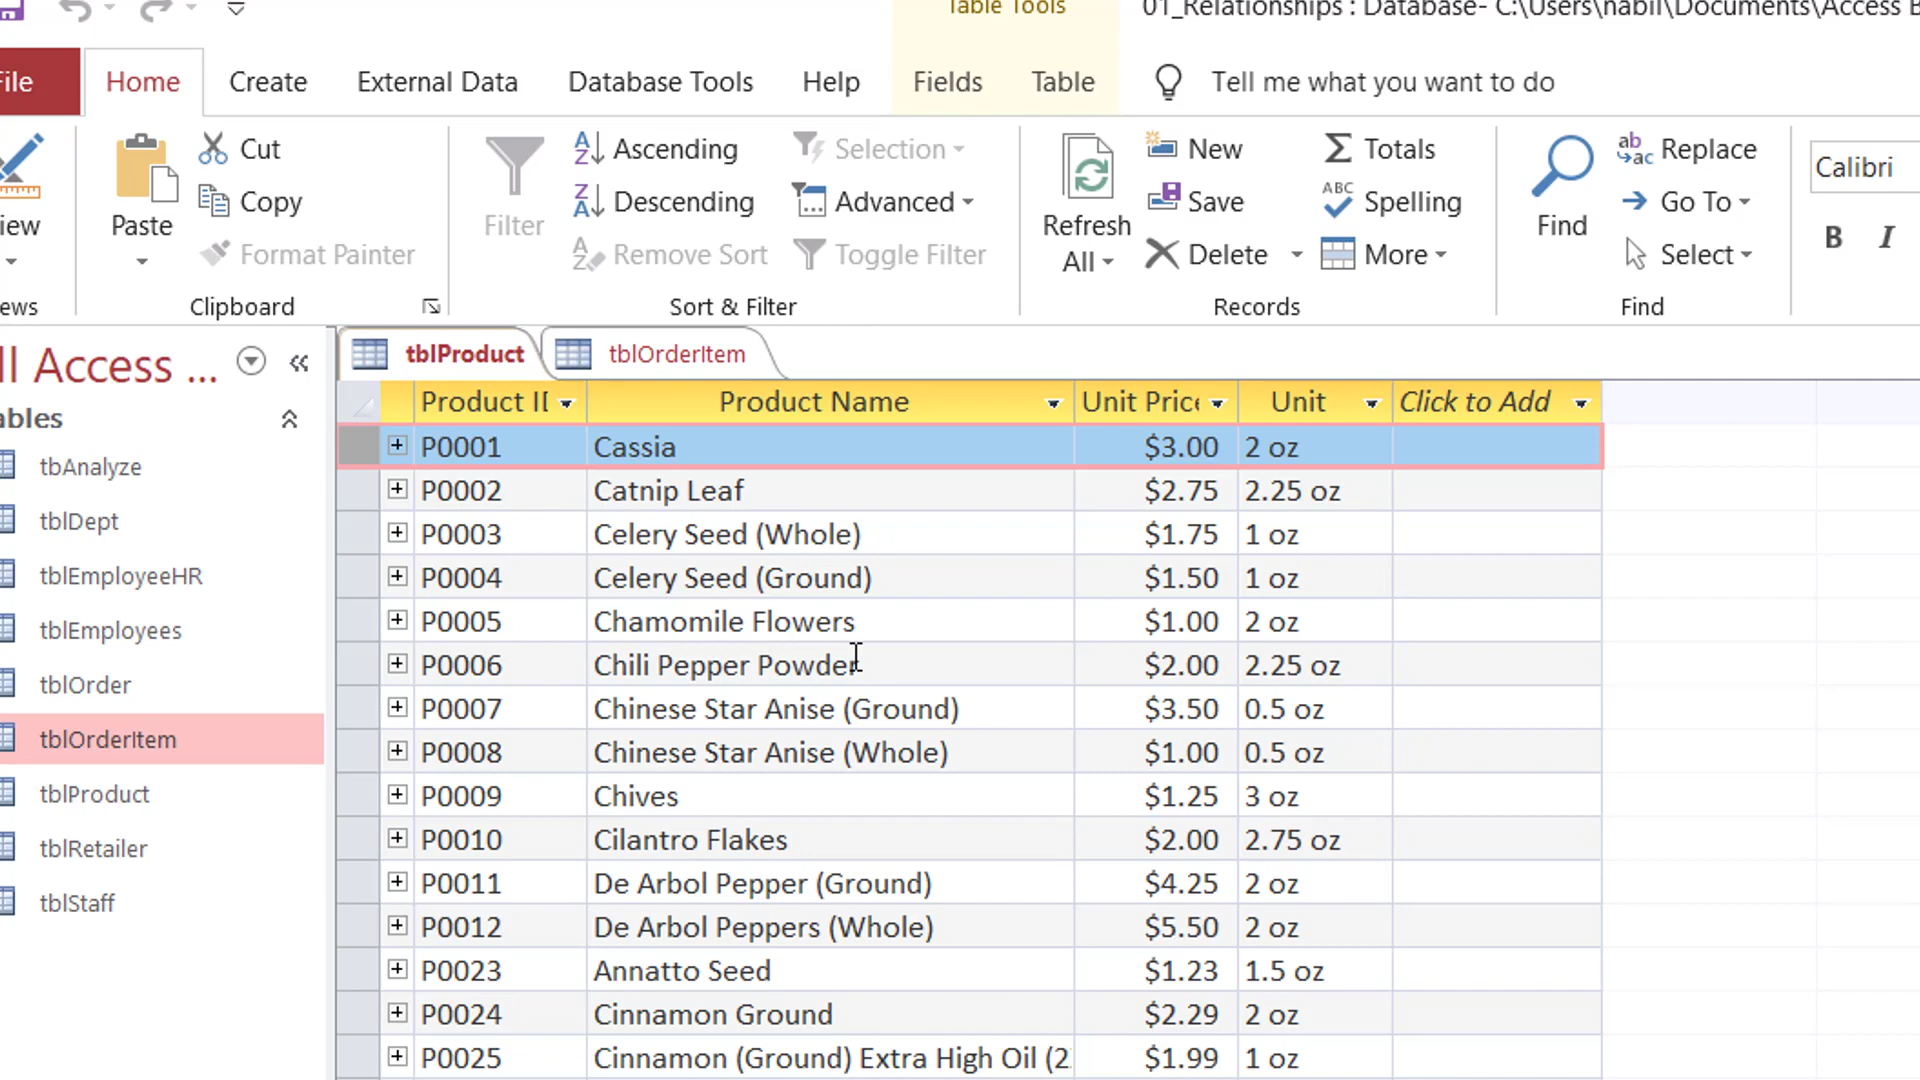 Table Tools 01_Relationships : Database- C:\Users\nabil\Documents\Access
File Home Create External Data Database Tools Help Fields Table Tell me what you want to do
Cut Ascending Selection New Totals Replace Calibri
Copy Descending Advanced Save Spelling Go To
View Paste Filter Refresh All Find
Format Painter Remove Sort Toggle Filter Delete More Select B I
Views Clipboard Sort & Filter Records Find
All Access ... tblProduct tblOrderItem
Tables
tbAnalyze
tblDept
tblEmployeeHR
tblEmployees
tblOrder
tblOrderItem
tblProduct
tblRetailer
tblStaff
Product ID Product Name Unit Price Unit Click to Add
P0001 Cassia $3.00 2 oz
P0002 Catnip Leaf $2.75 2.25 oz
P0003 Celery Seed (Whole) $1.75 1 oz
P0004 Celery Seed (Ground) $1.50 1 oz
P0005 Chamomile Flowers $1.00 2 oz
P0006 Chili Pepper Powder $2.00 2.25 oz
P0007 Chinese Star Anise (Ground) $3.50 0.5 oz
P0008 Chinese Star Anise (Whole) $1.00 0.5 oz
P0009 Chives $1.25 3 oz
P0010 Cilantro Flakes $2.00 2.75 oz
P0011 De Arbol Pepper (Ground) $4.25 2 oz
P0012 De Arbol Peppers (Whole) $5.50 2 oz
P0023 Annatto Seed $1.23 1.5 oz
P0024 Cinnamon Ground $2.29 2 oz
P0025 Cinnamon (Ground) Extra High Oil (2 $1.99 1 oz